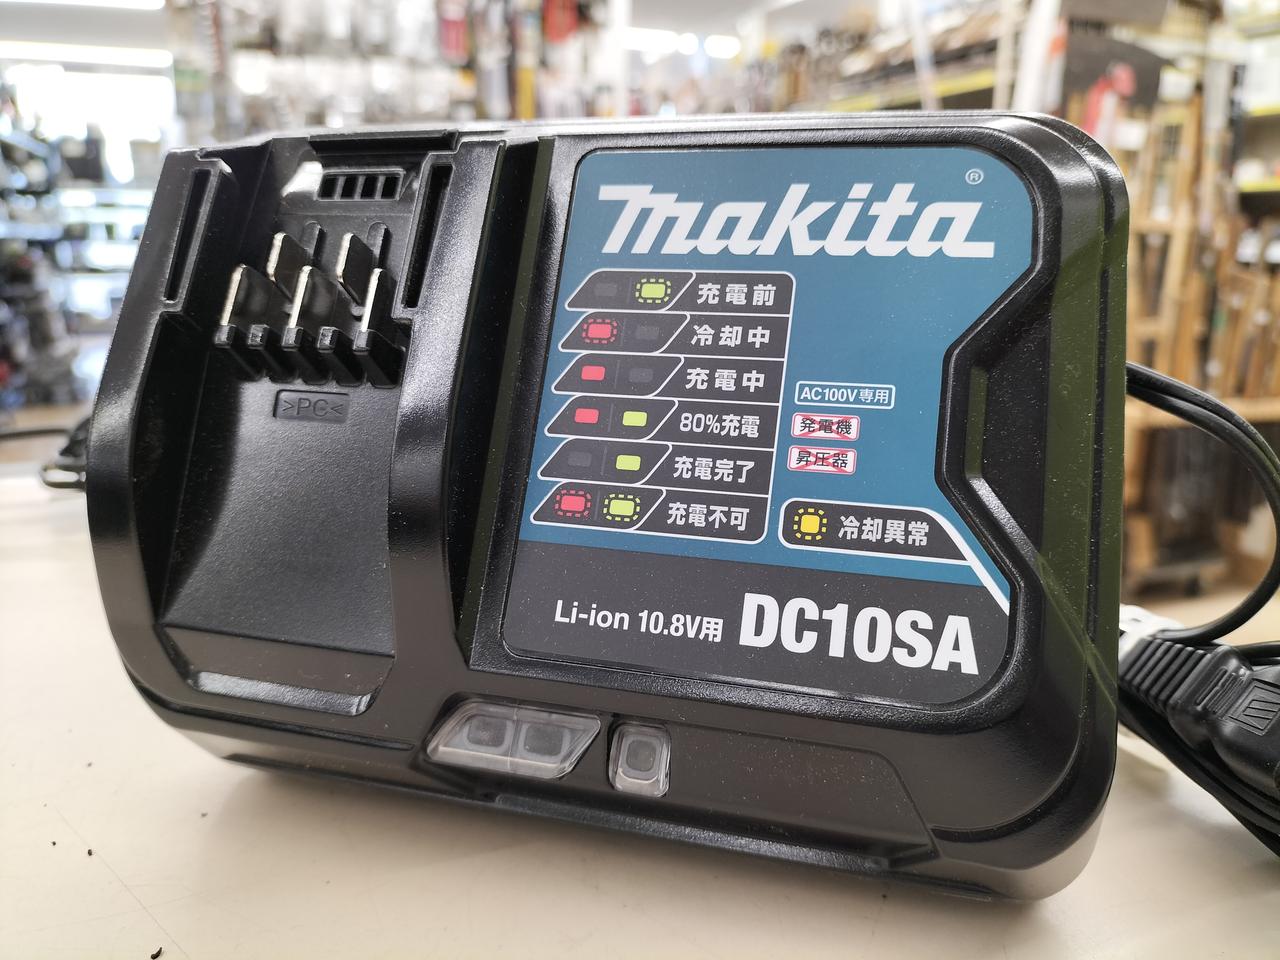 makita®
充電前
冷却中
充電中
80%充電
充電完了
充電不可
AC100V専用
発電機
昇圧器
冷却異常
Li-ion 10.8V用 DC10SA
>PC<